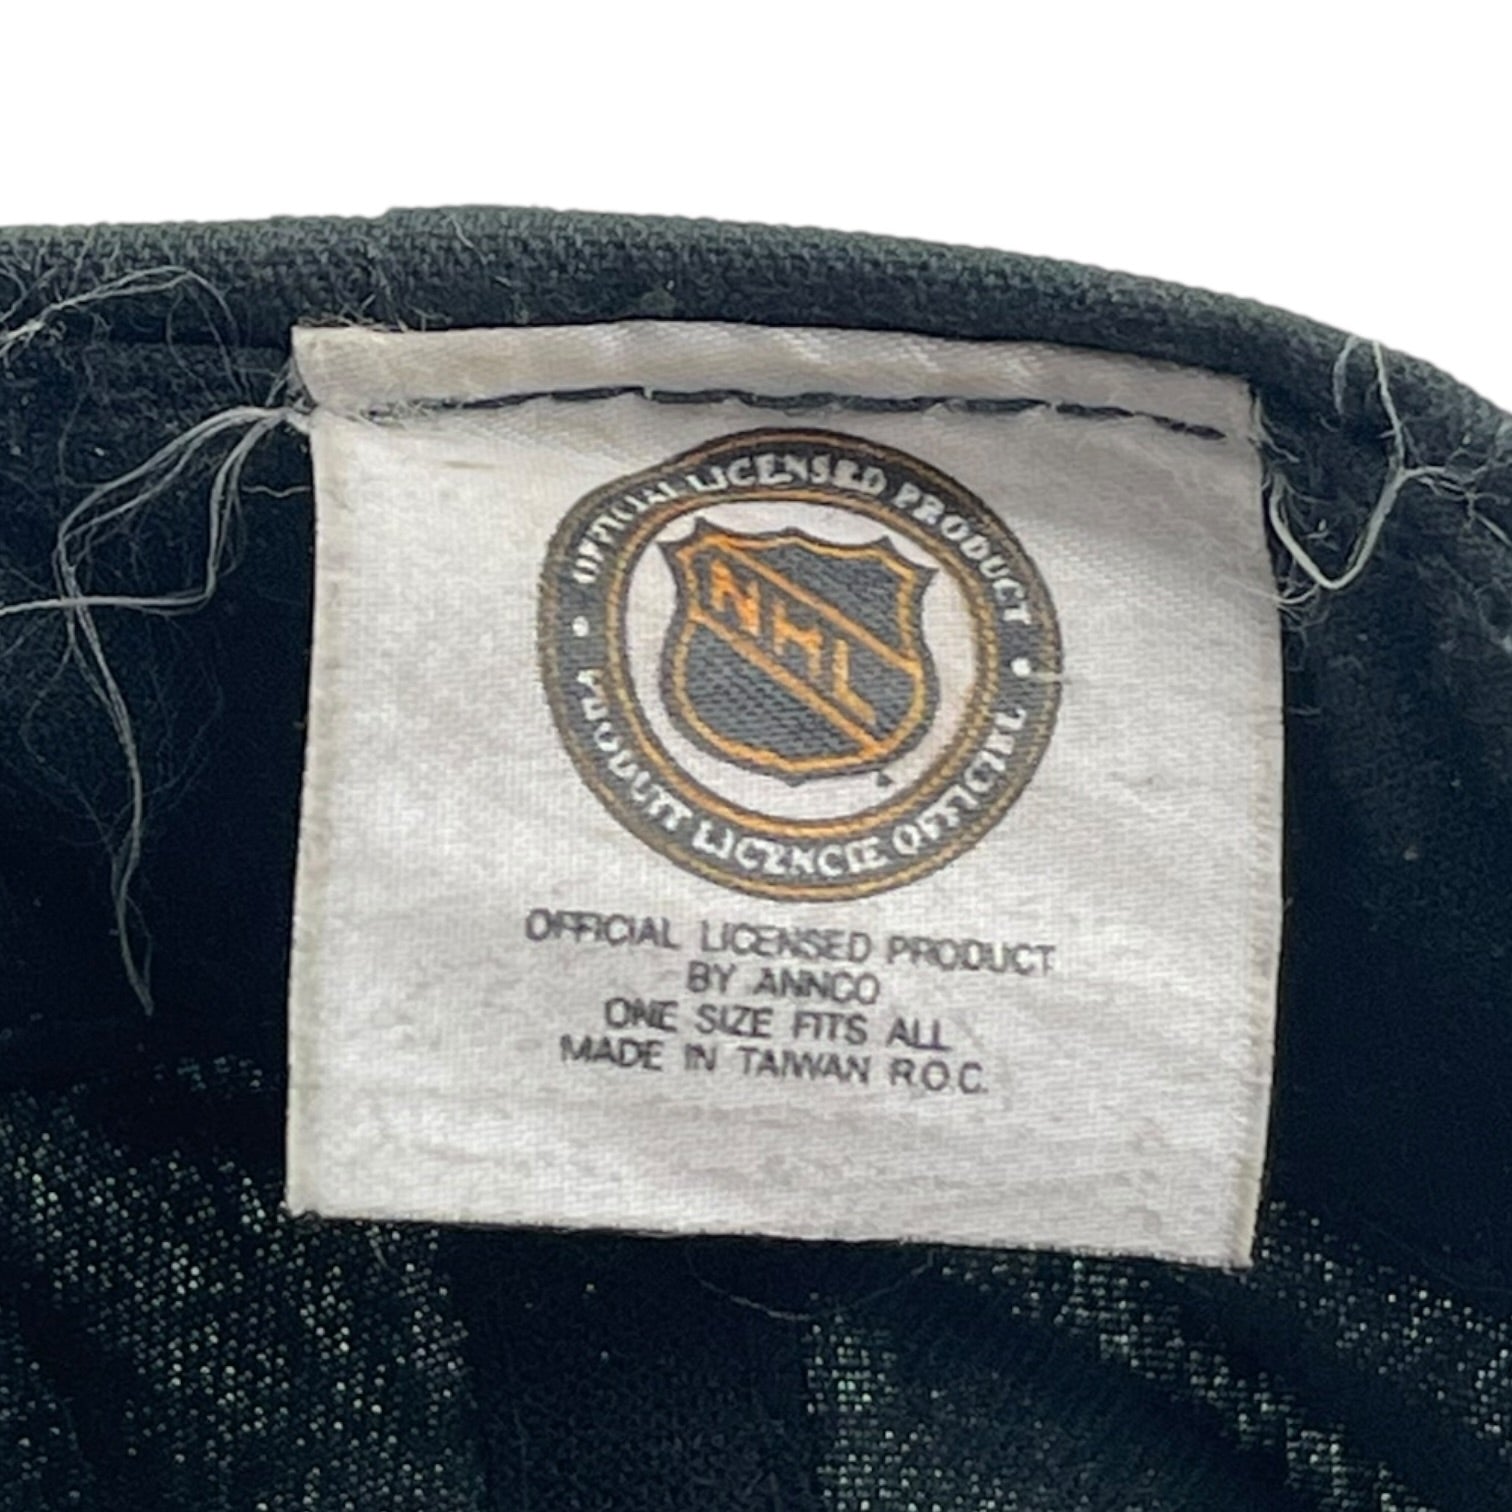 OFFICIAL LICENSED PRODUCT
NHL
PRODUIT LICENCIE OFFICIEL
OFFICIAL LICENSED PRODUCT
BY ANNCO
ONE SIZE FITS ALL
MADE IN TAIWAN R.O.C.